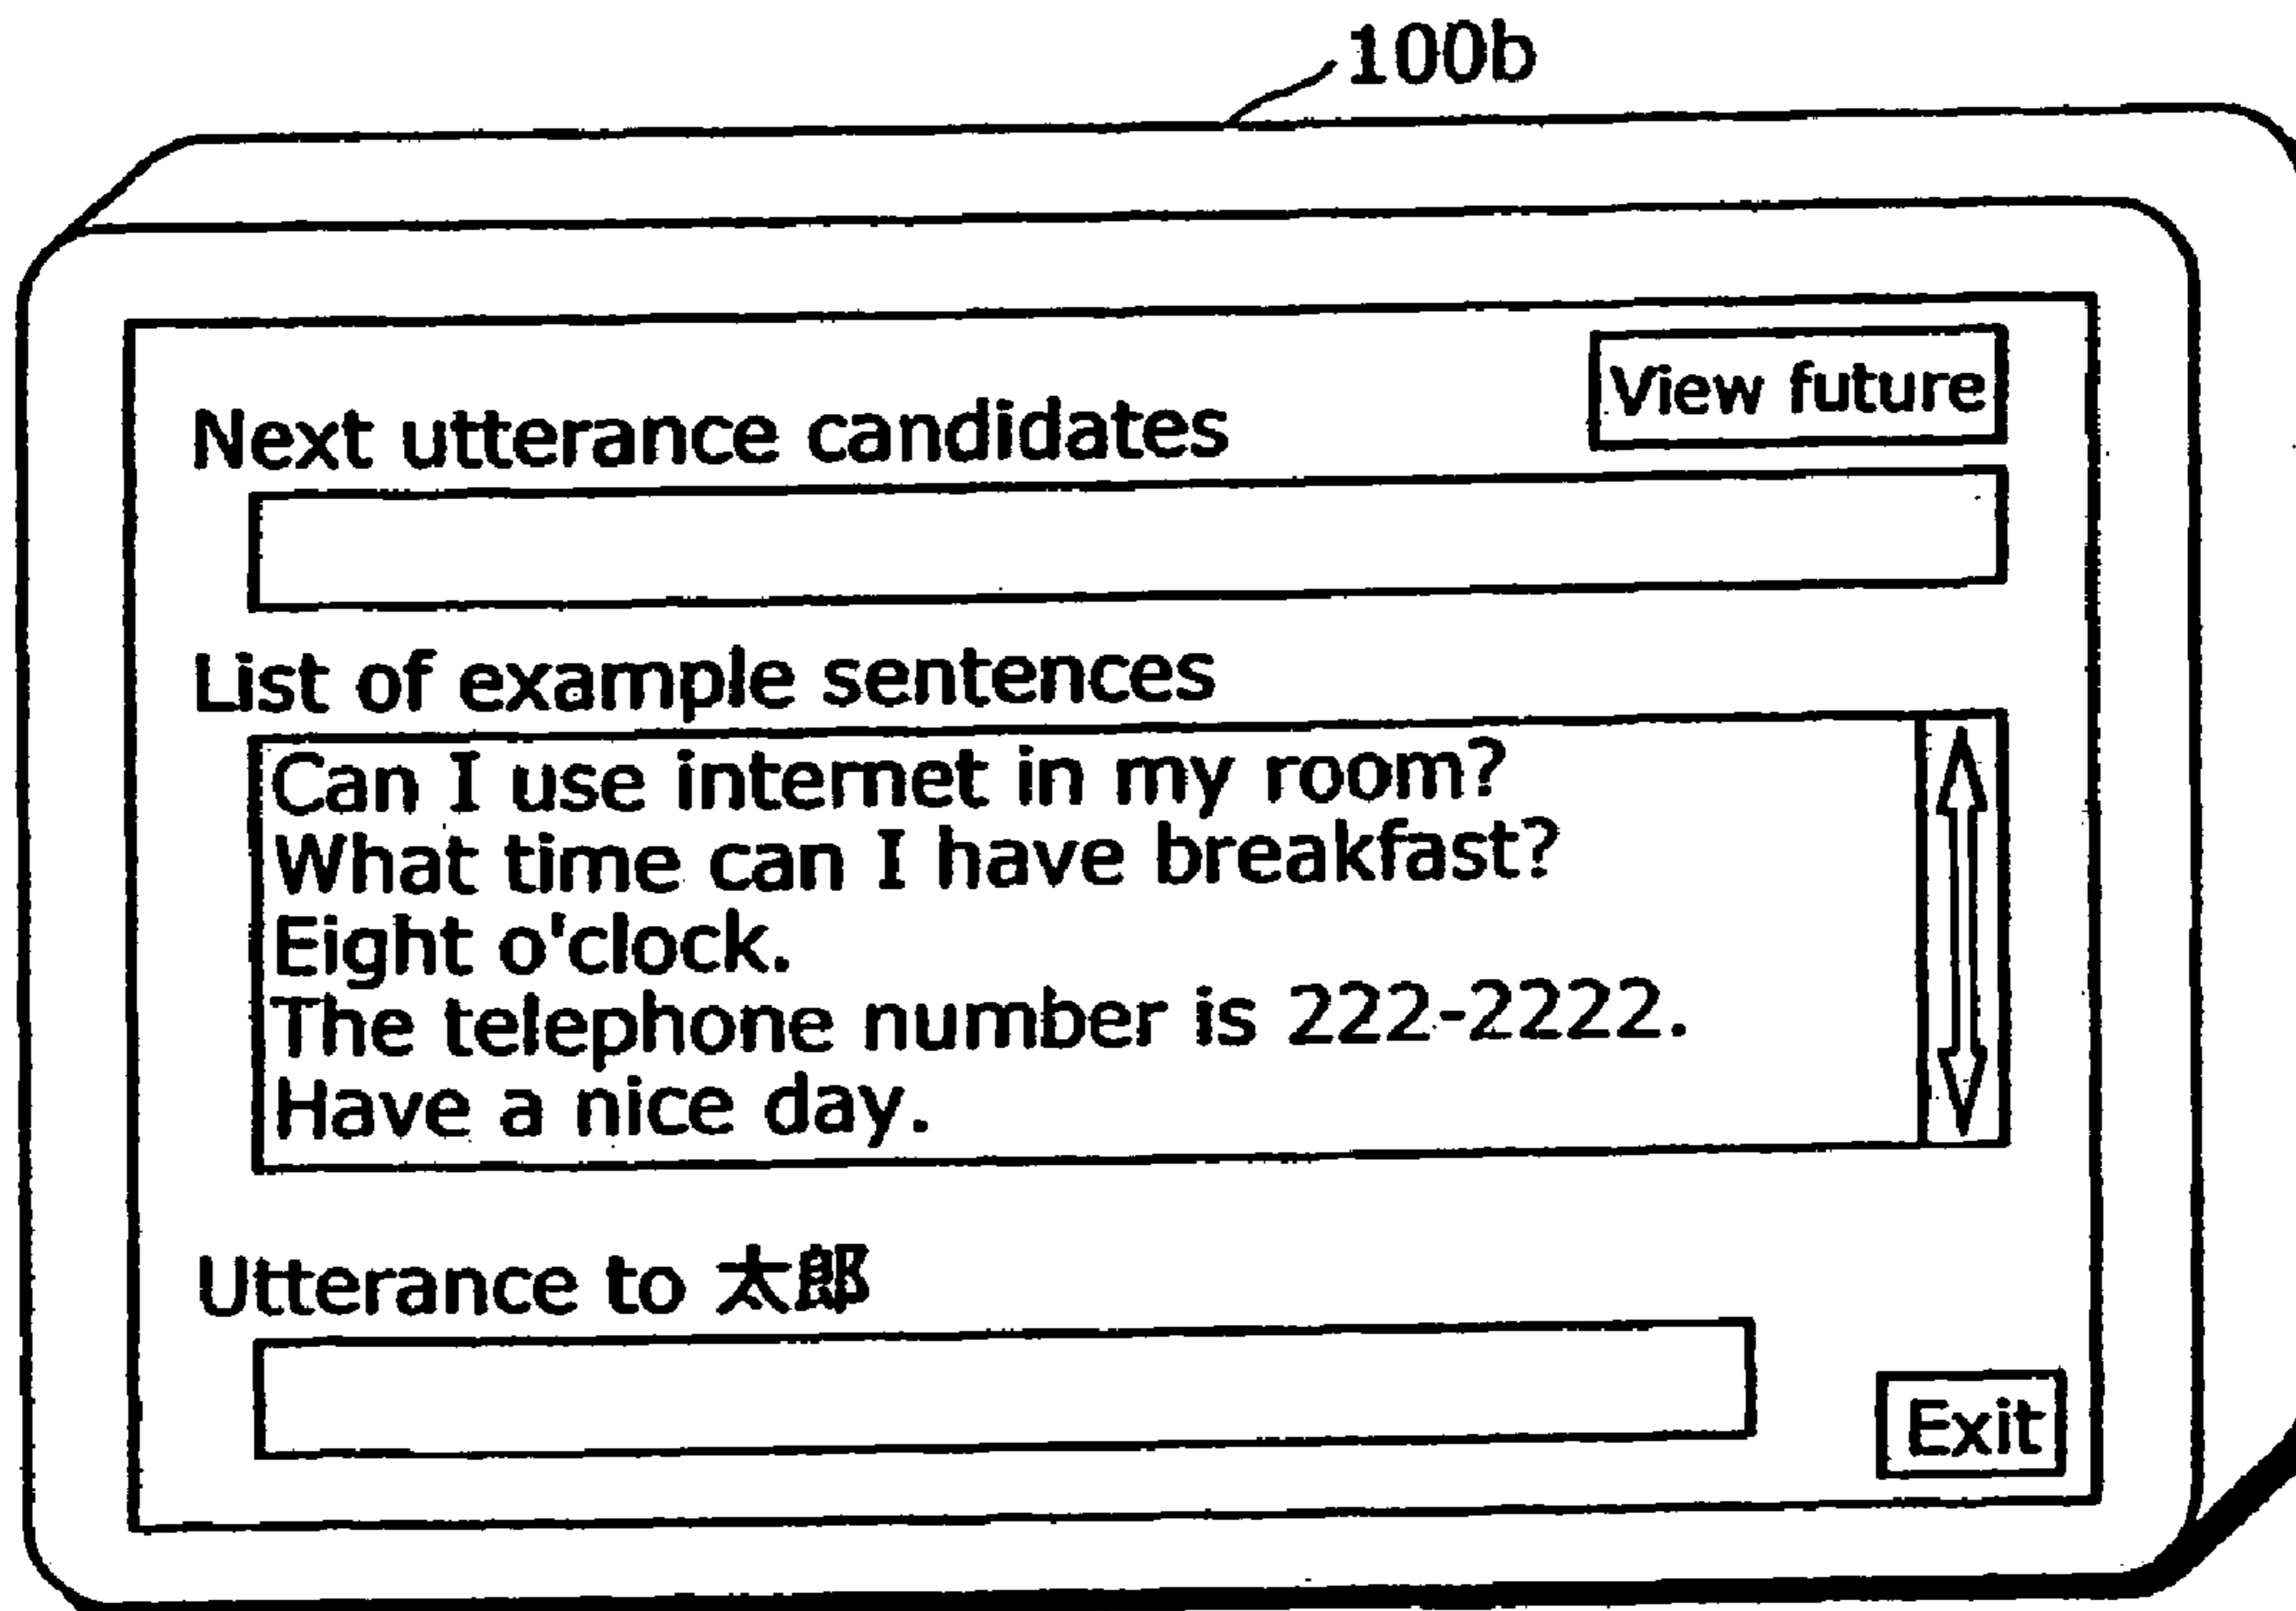 100b
View future
Next utterance candidates
List of example sentences
Can I use internet in my room?
What time can I have breakfast?
Eight o'clock.
The telephone number is 222-2222.
Have a nice day.
Utterance to 太郎
Exit